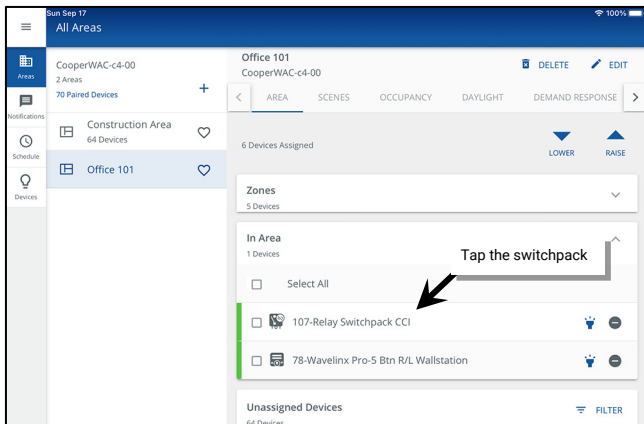 Sun Sep 17
100%
All Areas
Areas
Notifications
Schedule
Devices
CooperWAC-c4-00
2 Areas
70 Paired Devices
+
Construction Area
64 Devices
Office 101
Office 101
CooperWAC-c4-00
DELETE
EDIT
< AREA SCENES OCCUPANCY DAYLIGHT DEMAND RESPONSE >
6 Devices Assigned
LOWER
RAISE
Zones
5 Devices
In Area
1 Devices
Tap the switchpack
Select All
107-Relay Switchpack CCI
78-Wavelinx Pro-5 Btn R/L Wallstation
Unassigned Devices
64 Devices
FILTER